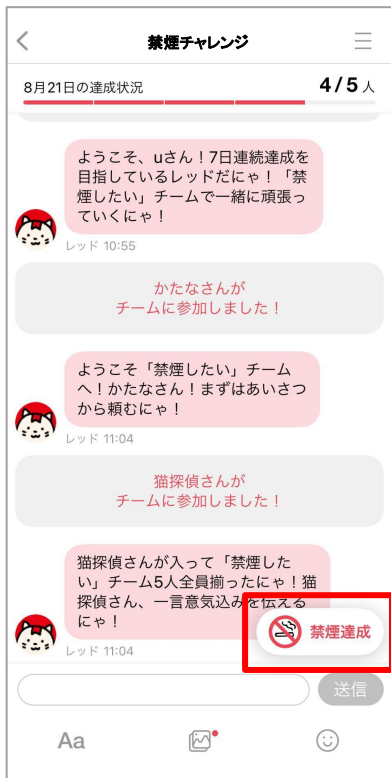 禁煙チャレンジ
8月21日の達成状況
4/5人
ようこそ、uさん！7日連続達成を
目指しているレッドだにゃ！「禁
煙したい」チームで一緒に頑張っ
ていくにゃ！
レッド 10:55
かたなさんが
チームに参加しました！
ようこそ「禁煙したい」チーム
へ！かたなさん！まずはあいさつ
から頼むにゃ！
レッド 11:04
猫探偵さんが
チームに参加しました！
猫探偵さんが入って「禁煙した
い」チーム5人全員揃ったにゃ！猫
探偵さん、一言意気込みを伝える
にゃ！
禁煙達成
レッド 11:04
送信
Aa